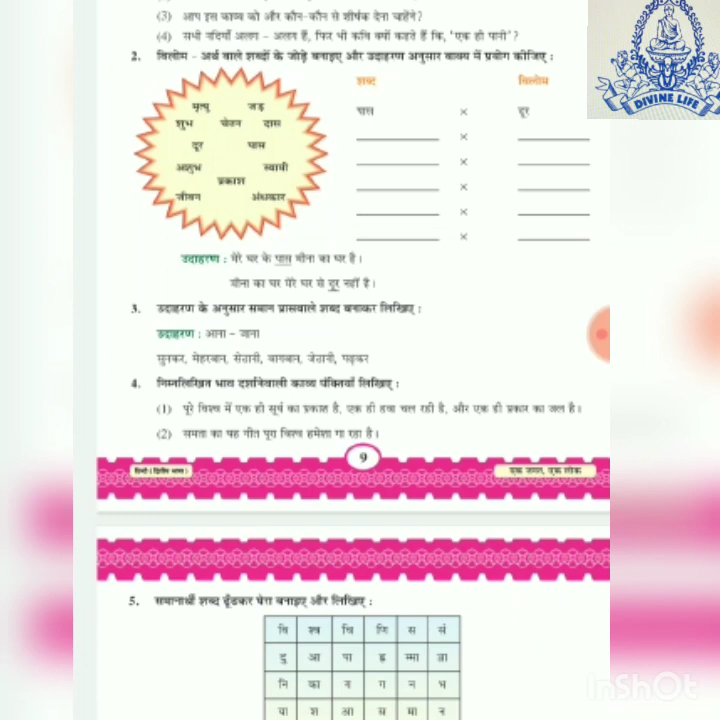 (3) आप इस काव्य को और कौन-कौन से शीर्षक देना चाहेंगे?
(4) सभी नदियाँ अलग - अलग हैं, फिर भी कवि क्यों कहते हैं कि, 'एक ही पानी'?
2. विलोम - अर्थ वाले शब्दों के जोड़े बनाइए और उदाहरण अनुसार वाक्य में प्रयोग कीजिए :
मृत्यु जड़
शुभ चेतन दास
दूर पास
अशुभ स्वामी
प्रकाश
जीवन अंधकार
शब्द विलोम
पास × दूर
×
×
×
×
×
उदाहरण : मेरे घर के पास मीना का घर है।
मीना का घर मेरे घर से दूर नहीं है।
3. उदाहरण के अनुसार समान प्रासवाले शब्द बनाकर लिखिए :
उदाहरण : आना - जाना
सुनकर, मेहरबान, सेठानी, बागबान, जेठानी, पढ़कर
4. निम्नलिखित भाव दर्शानेवाली काव्य पंक्तियाँ लिखिए :
(1) पूरे विश्व में एक ही सूर्य का प्रकाश है, एक ही हवा चल रही है, और एक ही प्रकार का जल है।
(2) समता का यह गीत पूरा विश्व हमेशा गा रहा है।
हिन्दी (द्वितीय भाषा) 9 एक जगत, एक लोक
5. समानार्थी शब्द ढूँढकर घेरा बनाइए और लिखिए :
वि श्व धि णि स सं
दु आ पा ह म्मा ज्ञा
नि का ग न भ
या श आ स मा न
DIVINE LIFE
InShOt